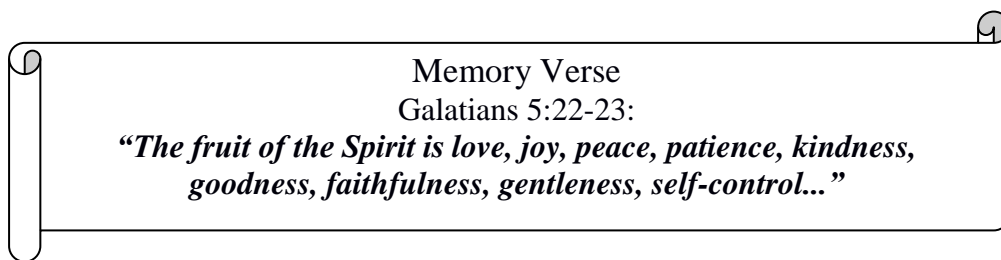 Memory Verse
Galatians 5:22-23:
“The fruit of the Spirit is love, joy, peace, patience, kindness,
goodness, faithfulness, gentleness, self-control...”